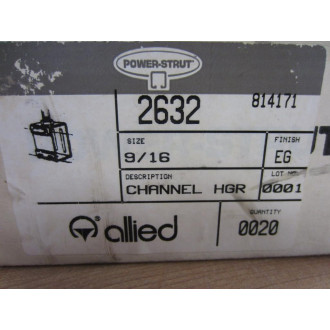 POWER-STRUT
2632 814171
SIZE FINISH
9/16 EG
DESCRIPTION LOT NO.
CHANNEL HGR 0001
allied QUANTITY
0020